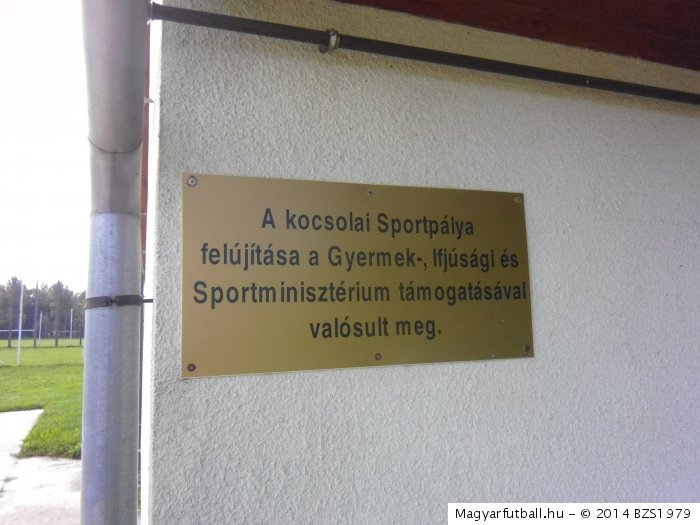 A kocsolai Sportpálya
felújítása a Gyermek-, Ifjúsági és
Sportminisztérium támogatásával
valósult meg.
Magyarfutball.hu – © 2014 BZS1979